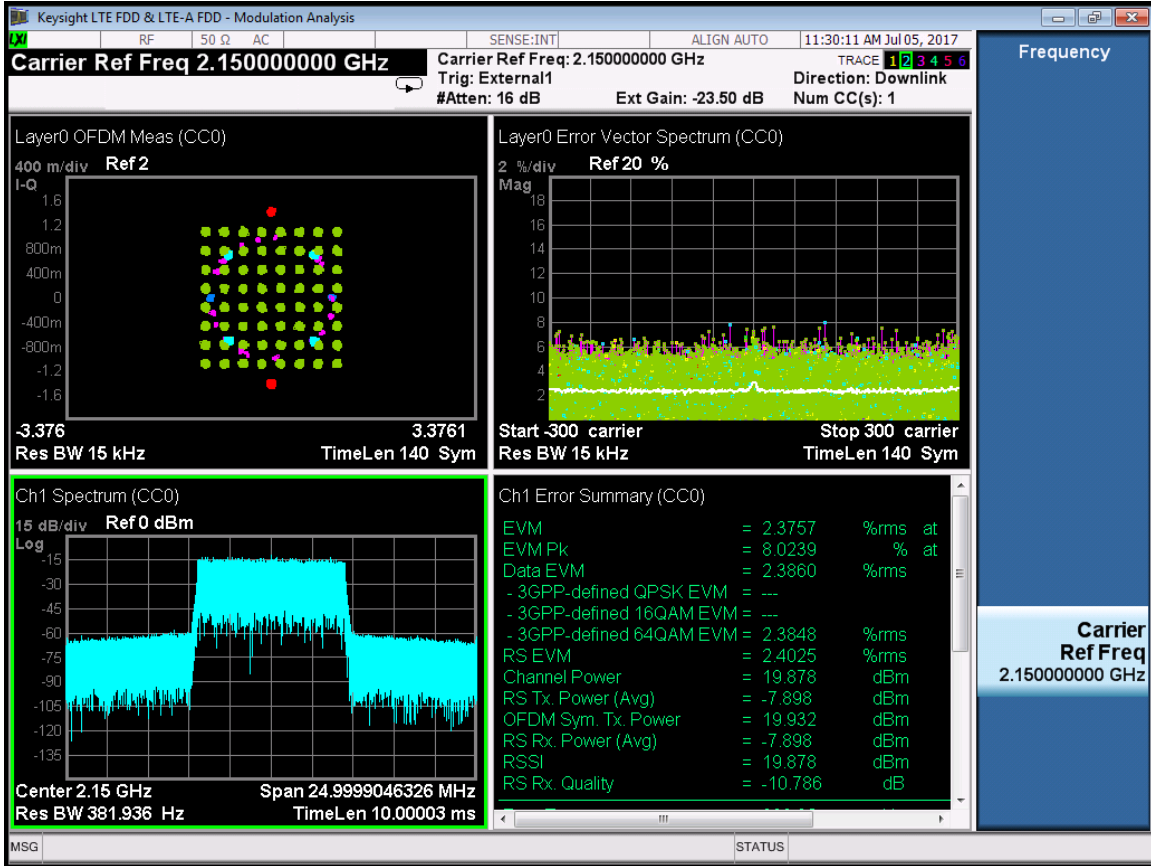 Keysight LTE FDD & LTE-A FDD - Modulation Analysis
LXI RF 50 Ω AC SENSE:INT ALIGN AUTO 11:30:11 AM Jul 05, 2017
Carrier Ref Freq 2.150000000 GHz
Carrier Ref Freq: 2.150000000 GHz
Trig: External1
#Atten: 16 dB Ext Gain: -23.50 dB
TRACE 1 2 3 4 5 6
Direction: Downlink
Num CC(s): 1
Layer0 OFDM Meas (CC0)
400 m/div Ref 2
I-Q
1.6
1.2
800m
400m
0
-400m
-800m
-1.2
-1.6
-3.376 3.3761
Res BW 15 kHz TimeLen 140 Sym
Layer0 Error Vector Spectrum (CC0)
2 %/div Ref 20 %
Mag
18
16
14
12
10
8
6
4
2
Start -300 carrier Stop 300 carrier
Res BW 15 kHz TimeLen 140 Sym
Ch1 Spectrum (CC0)
15 dB/div Ref 0 dBm
Log
-15
-30
-45
-60
-75
-90
-105
-120
-135
Center 2.15 GHz Span 24.9999046326 MHz
Res BW 381.936 Hz TimeLen 10.00003 ms
Ch1 Error Summary (CC0)
EVM = 2.3757 %rms at
EVM Pk = 8.0239 % at
Data EVM = 2.3860 %rms
- 3GPP-defined QPSK EVM = ---
- 3GPP-defined 16QAM EVM = ---
- 3GPP-defined 64QAM EVM = 2.3848 %rms
RS EVM = 2.4025 %rms
Channel Power = 19.878 dBm
RS Tx. Power (Avg) = -7.898 dBm
OFDM Sym. Tx. Power = 19.932 dBm
RS Rx. Power (Avg) = -7.898 dBm
RSSI = 19.878 dBm
RS Rx. Quality = -10.786 dB
Frequency
Carrier
Ref Freq
2.150000000 GHz
MSG STATUS